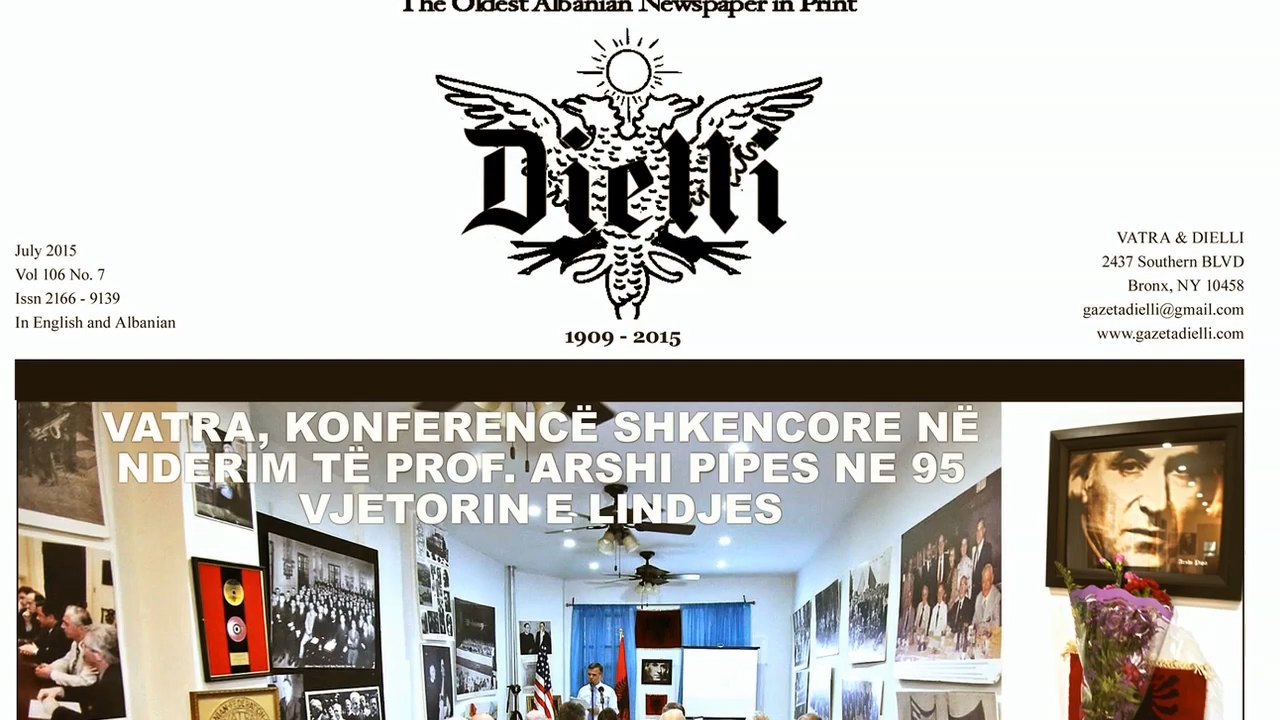 The Oldest Albanian Newspaper in Print
Dielli
July 2015
Vol 106 No. 7
Issn 2166 - 9139
In English and Albanian
VATRA & DIELLI
2437 Southern BLVD
Bronx, NY 10458
gazetadielli@gmail.com
www.gazetadielli.com
1909 - 2015
VATRA, KONFERENCË SHKENCORE NË
NDERIM TË PROF. ARSHI PIPES NE 95
VJETORIN E LINDJES
Arshi Pipa